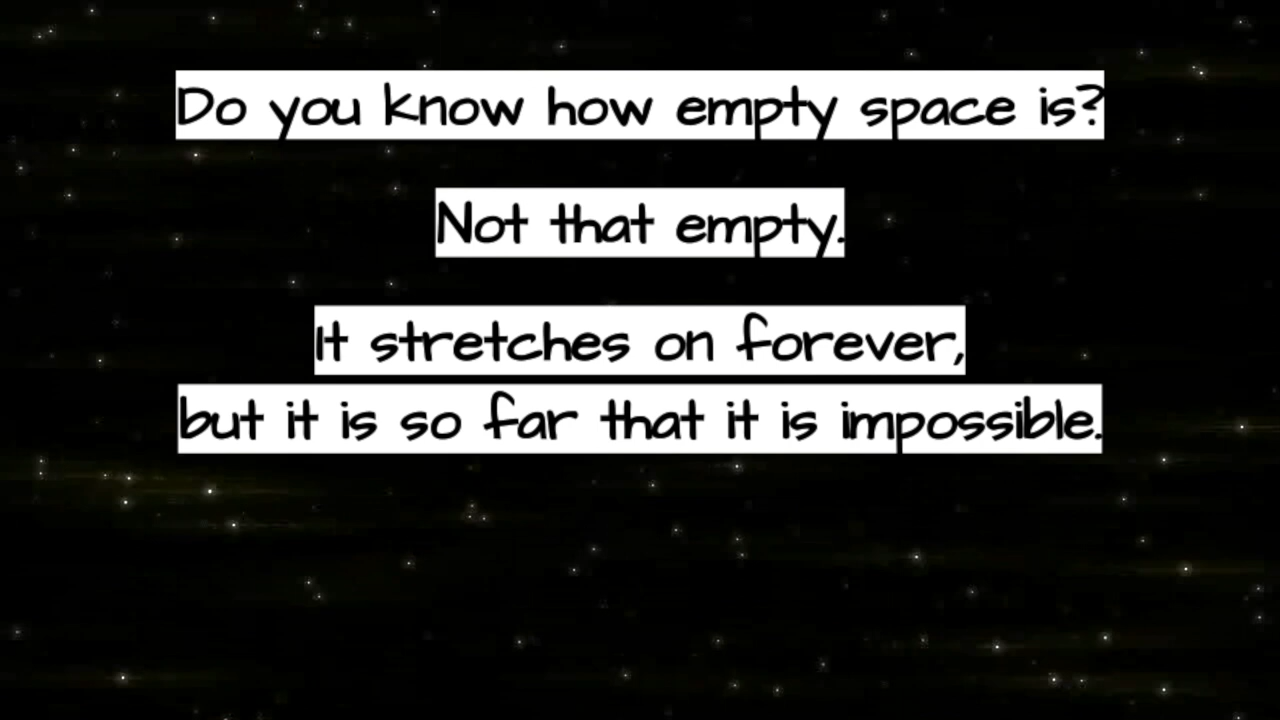 Do you know how empty space is?
Not that empty.
It stretches on forever,
but it is so far that it is impossible.